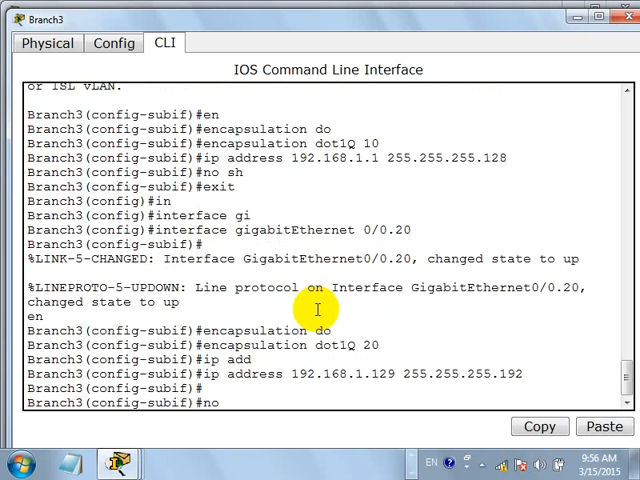 Branch3
Physical Config CLI
IOS Command Line Interface
or ISL vLAN.
Branch3(config-subif)#en
Branch3(config-subif)#encapsulation do
Branch3(config-subif)#encapsulation dot1Q 10
Branch3(config-subif)#ip address 192.168.1.1 255.255.255.128
Branch3(config-subif)#no sh
Branch3(config-subif)#exit
Branch3(config)#in
Branch3(config)#interface gi
Branch3(config)#interface gigabitEthernet 0/0.20
Branch3(config-subif)#
%LINK-5-CHANGED: Interface GigabitEthernet0/0.20, changed state to up
%LINEPROTO-5-UPDOWN: Line protocol on Interface GigabitEthernet0/0.20,
changed state to up
en
Branch3(config-subif)#encapsulation do
Branch3(config-subif)#encapsulation dot1Q 20
Branch3(config-subif)#ip add
Branch3(config-subif)#ip address 192.168.1.129 255.255.255.192
Branch3(config-subif)#
Branch3(config-subif)#no
Copy Paste
EN
9:56 AM
3/15/2015